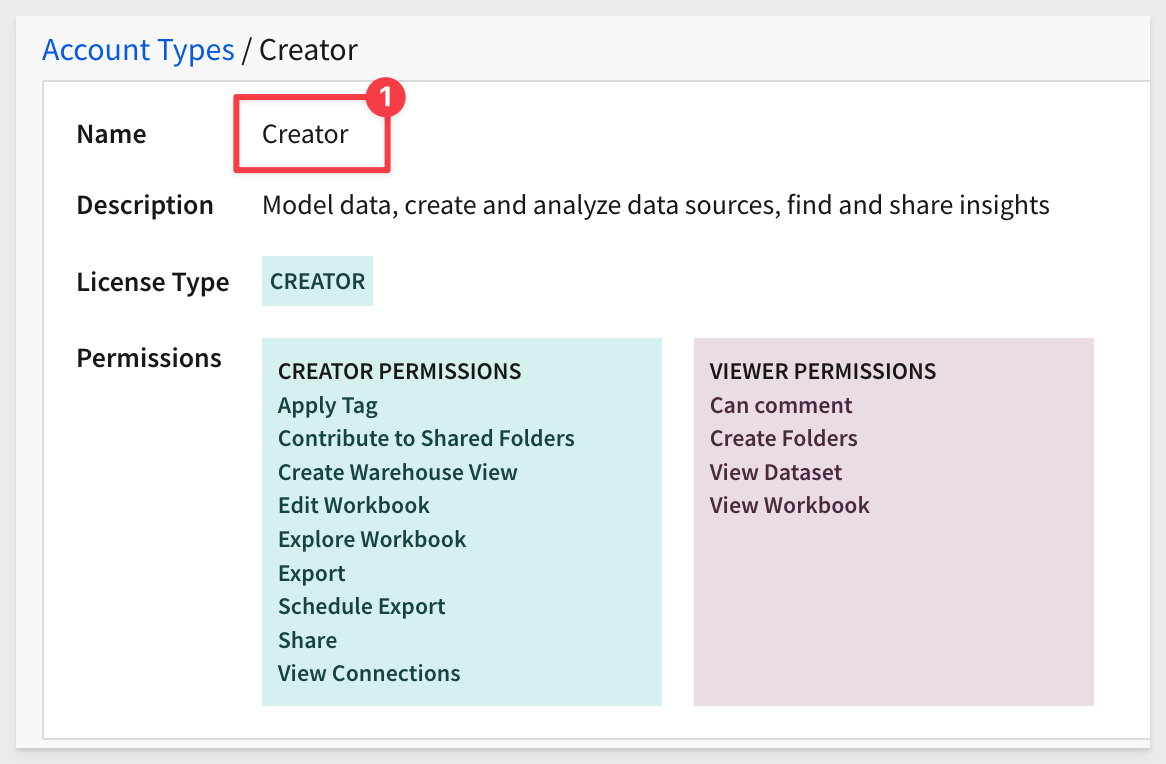 Account Types / Creator
1
Name Creator
Description Model data, create and analyze data sources, find and share insights
License Type CREATOR
Permissions
CREATOR PERMISSIONS
Apply Tag
Contribute to Shared Folders
Create Warehouse View
Edit Workbook
Explore Workbook
Export
Schedule Export
Share
View Connections
VIEWER PERMISSIONS
Can comment
Create Folders
View Dataset
View Workbook